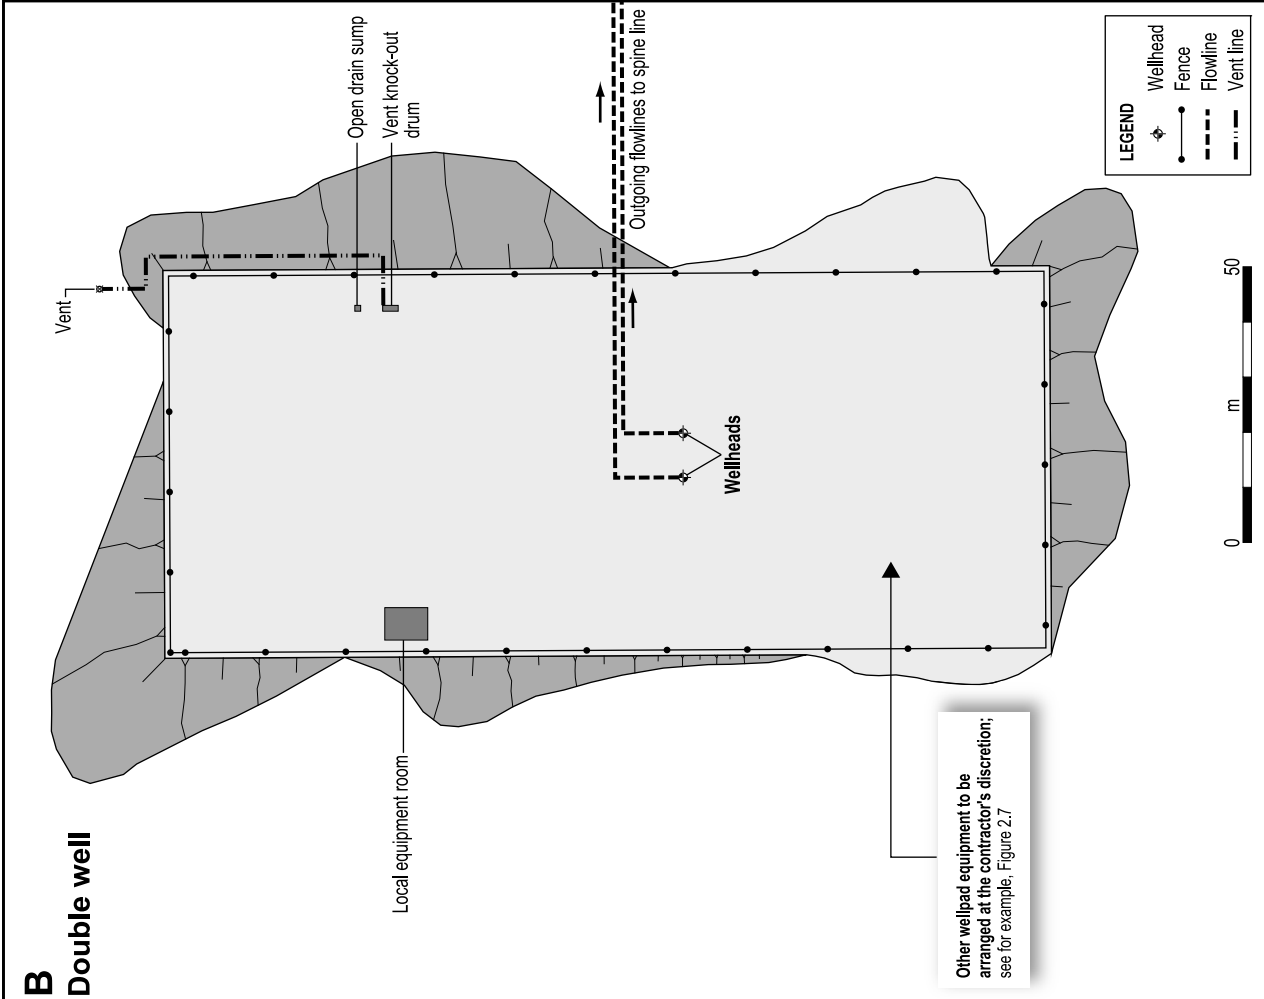 B
Double well
Vent
Open drain sump
Vent knock-out
drum
Outgoing flowlines to spine line
Wellheads
Local equipment room
Other wellpad equipment to be
arranged at the contractor's discretion;
see for example, Figure 2.7
LEGEND
Wellhead
Fence
Flowline
Vent line
0
m
50